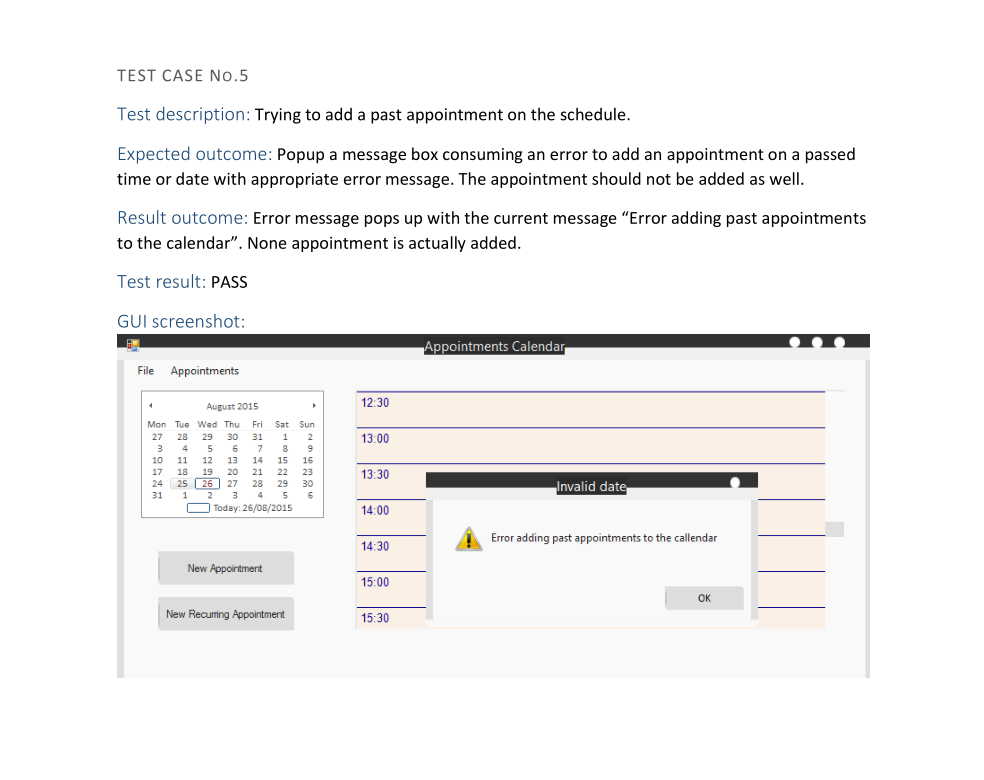 TEST CASE No.5
Test description: Trying to add a past appointment on the schedule.
Expected outcome: Popup a message box consuming an error to add an appointment on a passed
time or date with appropriate error message. The appointment should not be added as well.
Result outcome: Error message pops up with the current message “Error adding past appointments
to the calendar”. None appointment is actually added.
Test result: PASS
GUI screenshot:
Appointments Calendar
File Appointments
August 2015
Mon Tue Wed Thu Fri Sat Sun
27 28 29 30 31 1 2
3 4 5 6 7 8 9
10 11 12 13 14 15 16
17 18 19 20 21 22 23
24 25 26 27 28 29 30
31 1 2 3 4 5 6
Today: 26/08/2015
New Appointment
New Recurring Appointment
12:30
13:00
13:30
14:00
14:30
15:00
15:30
Invalid date
Error adding past appointments to the callendar
OK